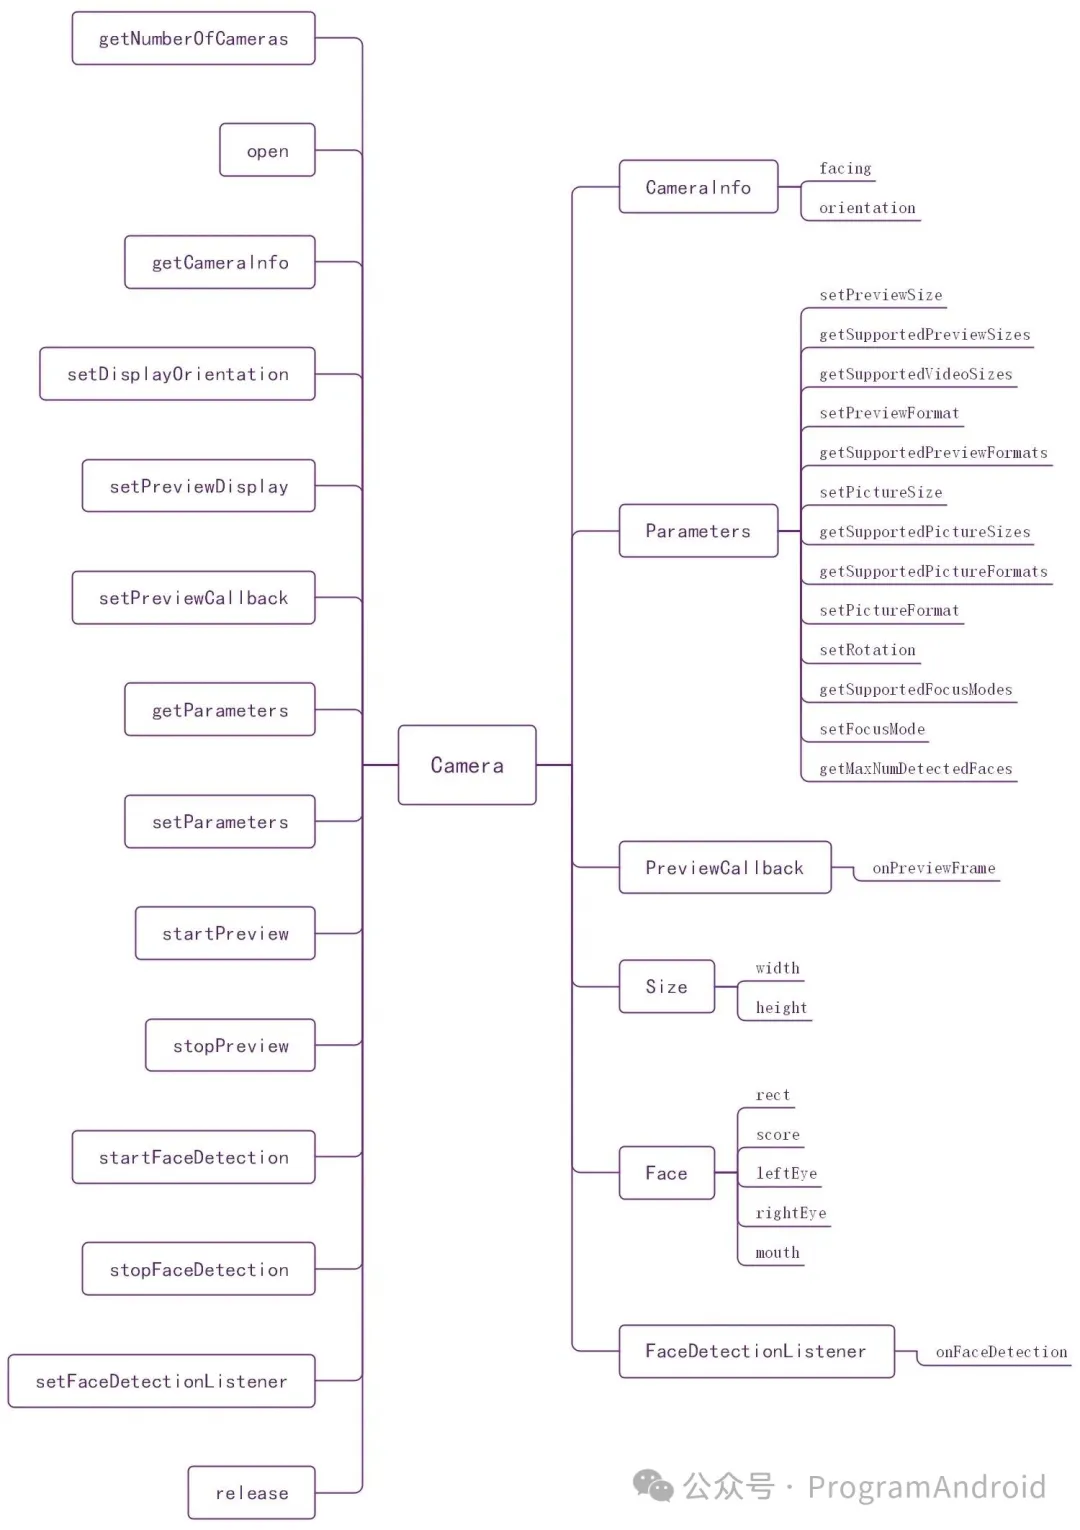 getNumberOfCameras
open
getCameraInfo
setDisplayOrientation
setPreviewDisplay
setPreviewCallback
getParameters
setParameters
startPreview
stopPreview
startFaceDetection
stopFaceDetection
setFaceDetectionListener
release
Camera
CameraInfo
facing
orientation
Parameters
setPreviewSize
getSupportedPreviewSizes
getSupportedVideoSizes
setPreviewFormat
getSupportedPreviewFormats
setPictureSize
getSupportedPictureSizes
getSupportedPictureFormats
setPictureFormat
setRotation
getSupportedFocusModes
setFocusMode
getMaxNumDetectedFaces
PreviewCallback
onPreviewFrame
Size
width
height
Face
rect
score
leftEye
rightEye
mouth
FaceDetectionListener
onFaceDetection
公众号 · ProgramAndroid